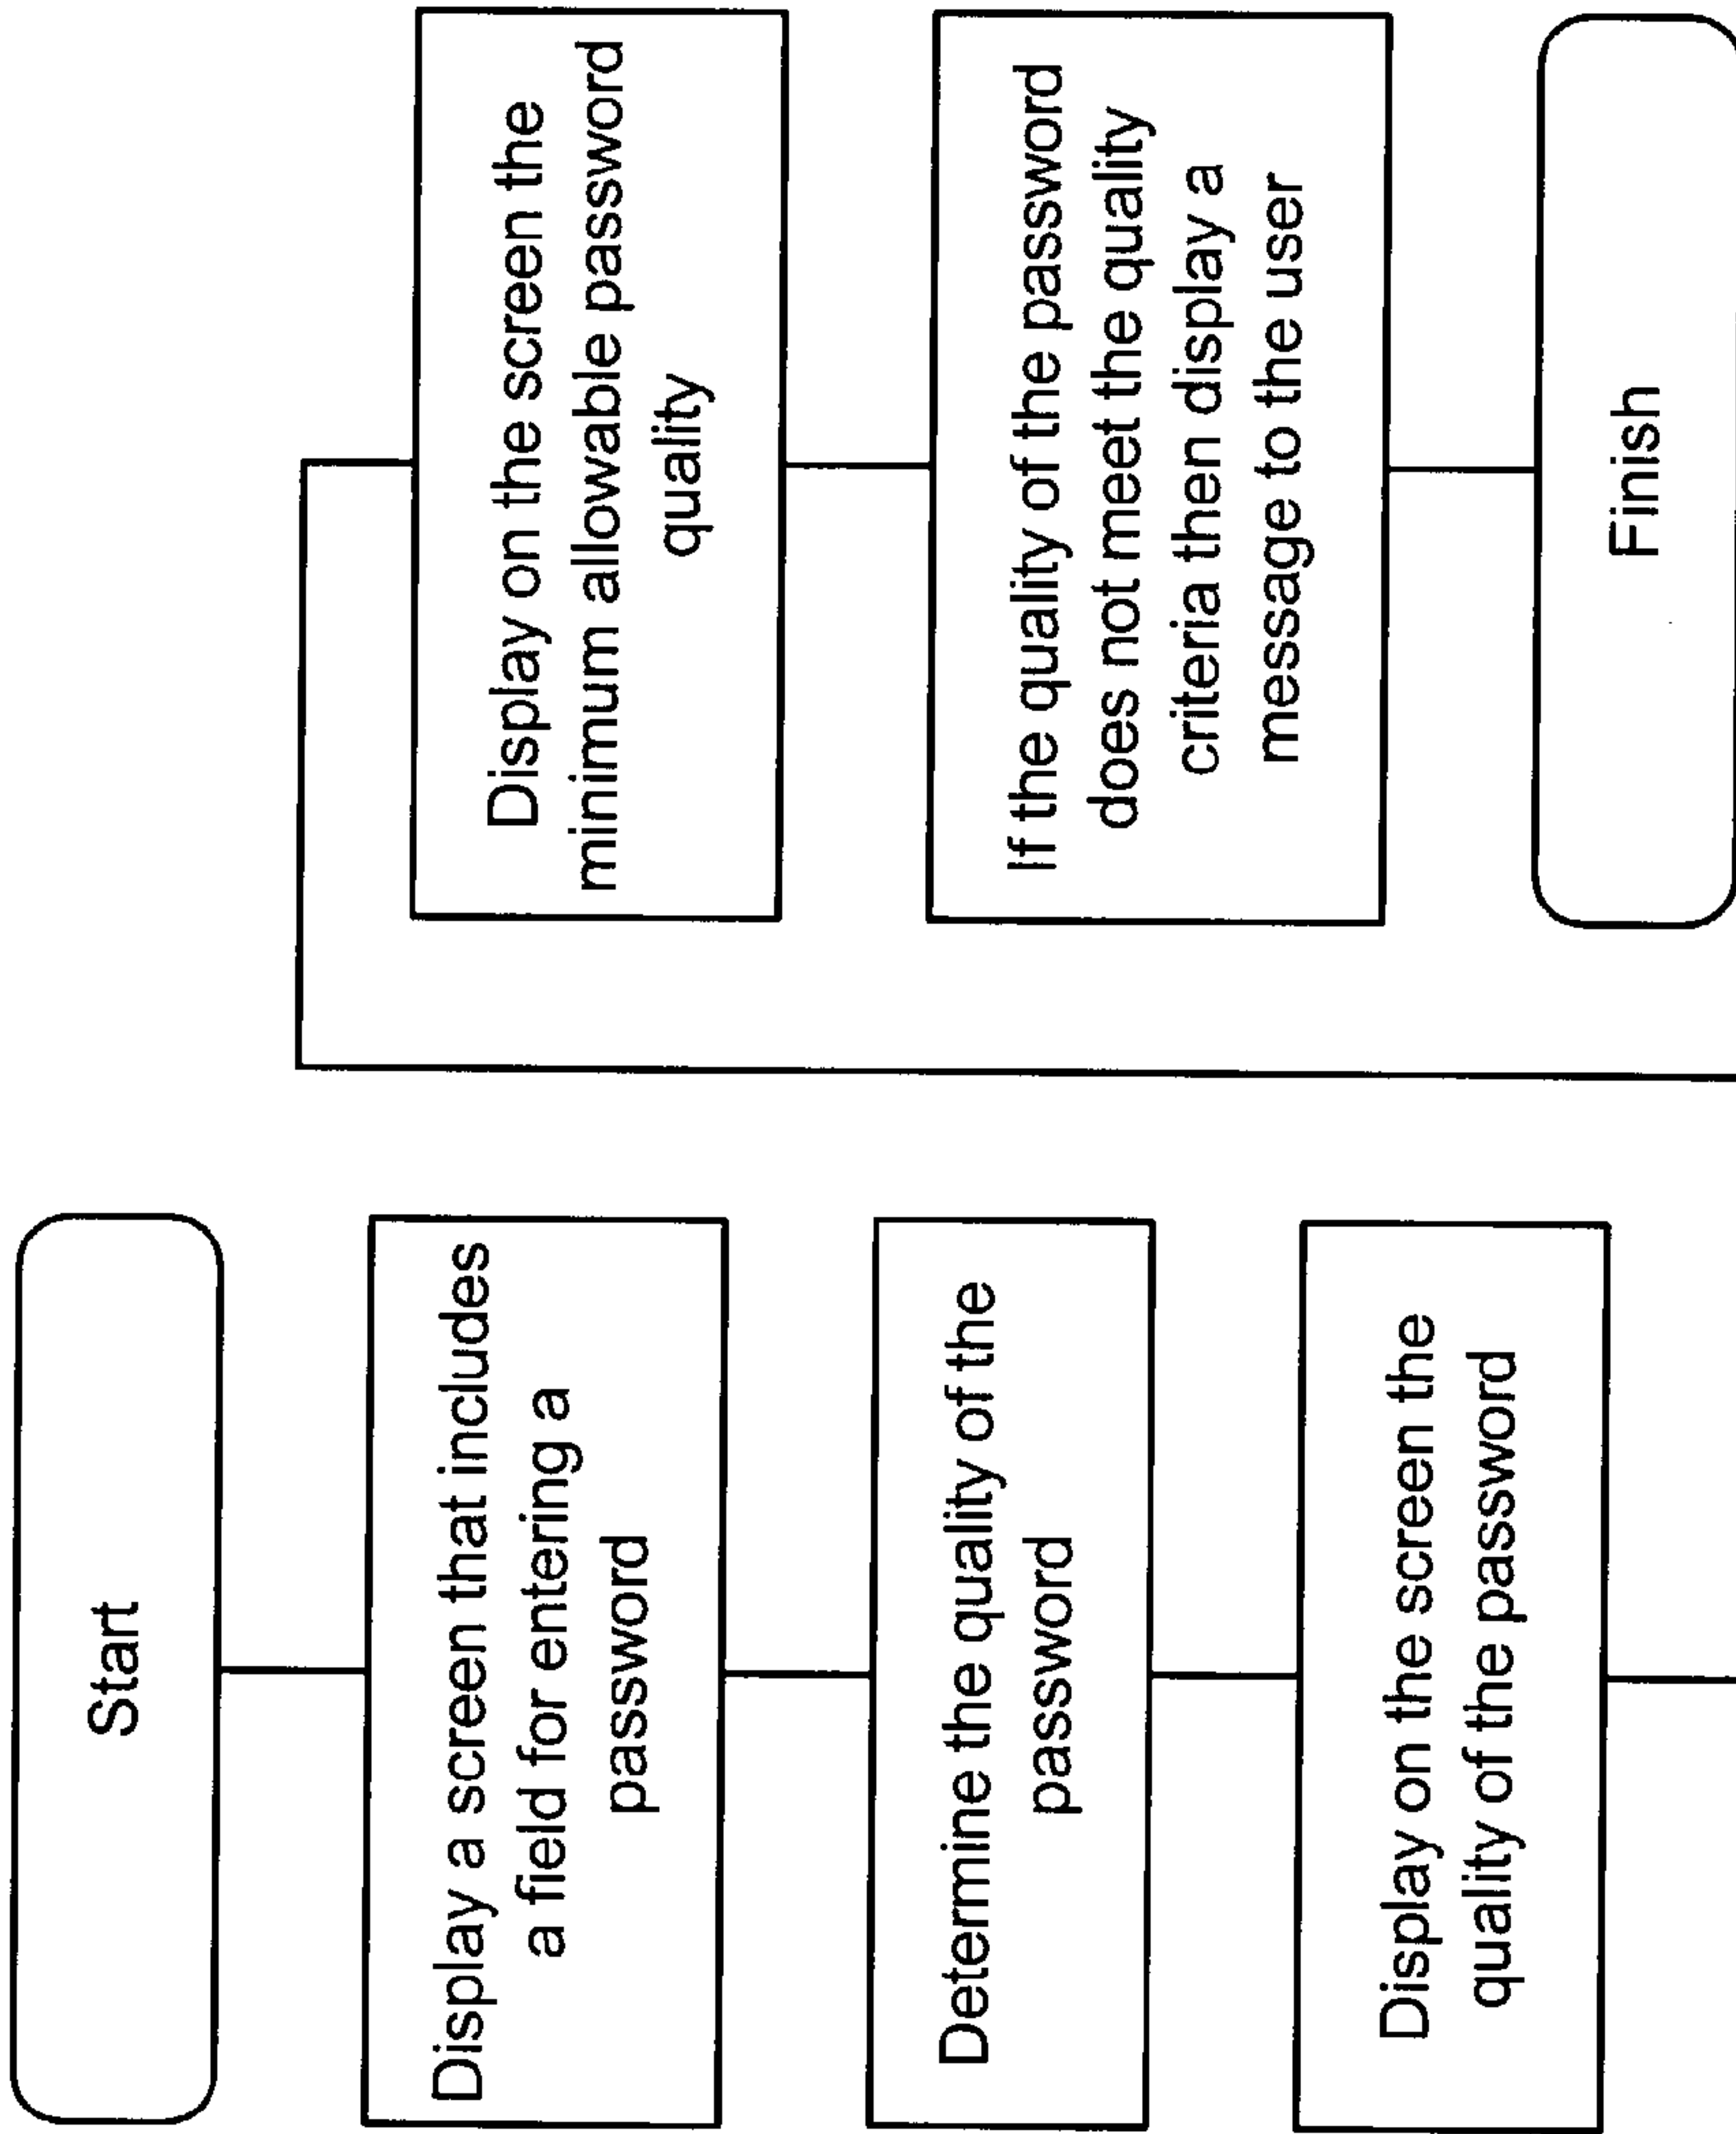 Start
Display a screen that includes
a field for entering a
password
Determine the quality of the
password
Display on the screen the
quality of the password
Display on the screen the
minimum allowable password
quality
If the quality of the password
does not meet the quality
criteria then display a
message to the user
Finish